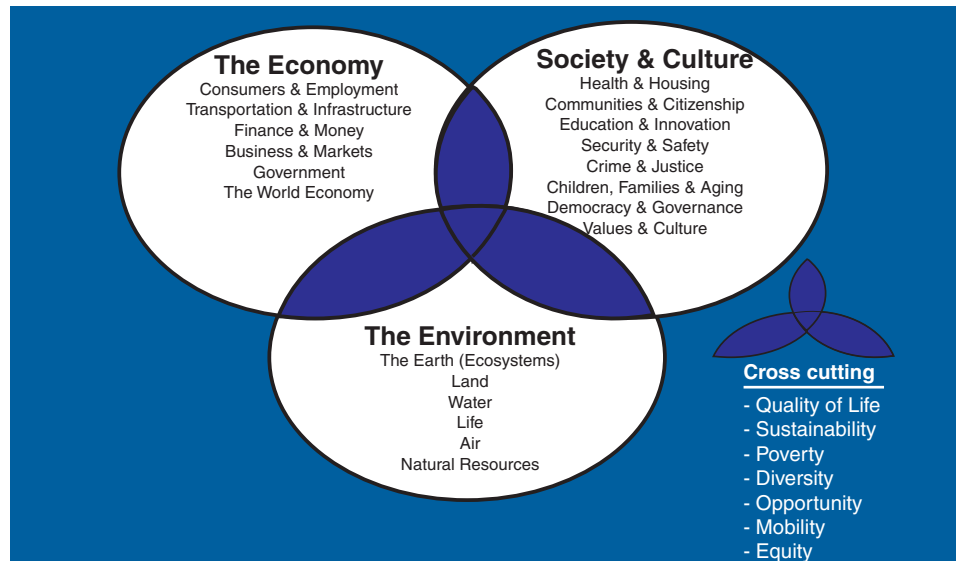 The Economy
Consumers & Employment
Transportation & Infrastructure
Finance & Money
Business & Markets
Government
The World Economy
Society & Culture
Health & Housing
Communities & Citizenship
Education & Innovation
Security & Safety
Crime & Justice
Children, Families & Aging
Democracy & Governance
Values & Culture
The Environment
The Earth (Ecosystems)
Land
Water
Life
Air
Natural Resources
Cross cutting
- Quality of Life
- Sustainability
- Poverty
- Diversity
- Opportunity
- Mobility
- Equity